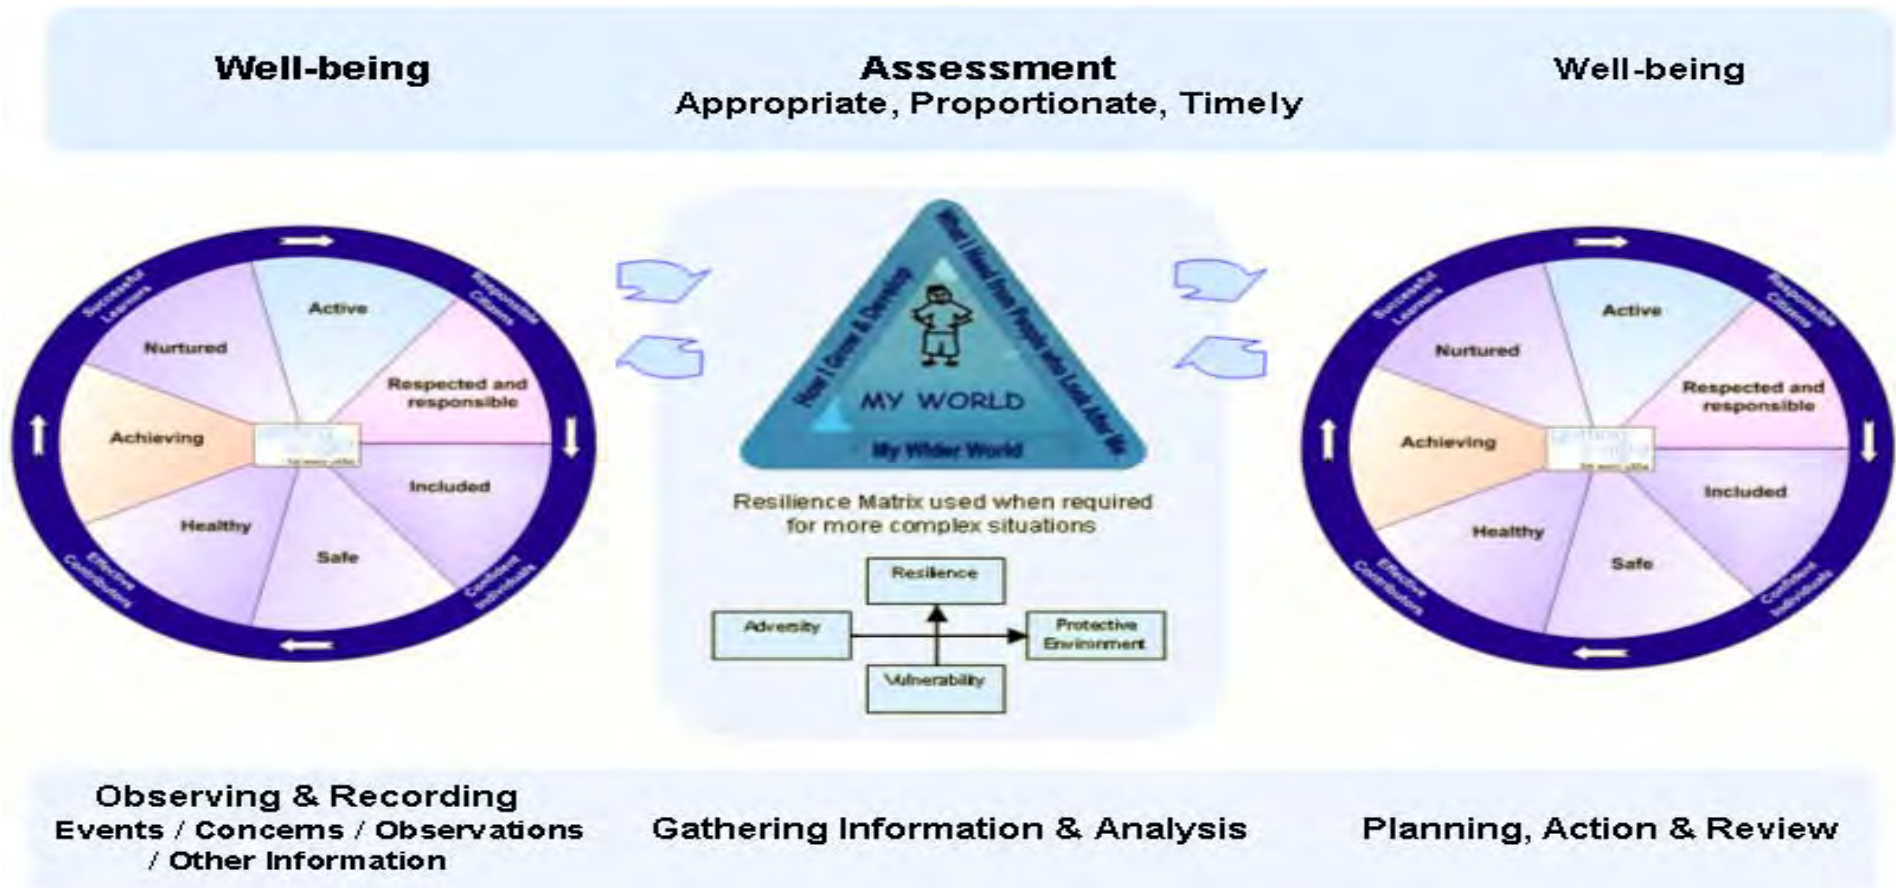 Well-being
Assessment
Appropriate, Proportionate, Timely
Well-being
Successful
Learners
Responsible
Citizens
Active
Nurtured
Respected and
responsible
Achieving
Included
Healthy
Safe
Effective
Contributors
Confident
Individuals
How I Grow & Develop
What I Need from People who Look After Me
MY WORLD
My Wider World
Resilience Matrix used when required
for more complex situations
Resilience
Adversity
Protective
Environment
Vulnerability
Successful
Learners
Responsible
Citizens
Active
Nurtured
Respected and
responsible
Achieving
Included
Healthy
Safe
Effective
Contributors
Confident
Individuals
Observing & Recording
Events / Concerns / Observations
/ Other Information
Gathering Information & Analysis
Planning, Action & Review